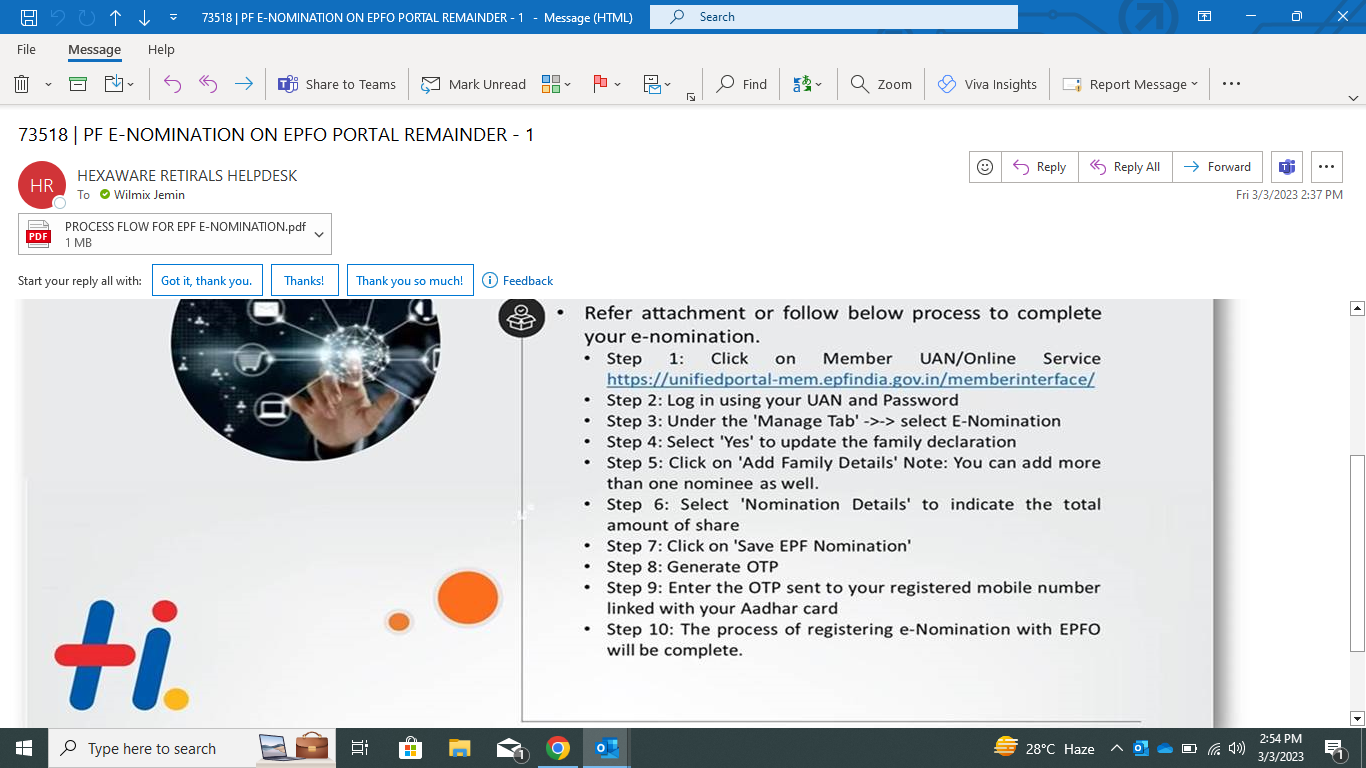 73518 | PF E-NOMINATION ON EPFO PORTAL REMAINDER - 1 - Message (HTML)
Search
File
Message
Help
Share to Teams
Mark Unread
Find
Zoom
Viva Insights
Report Message
73518 | PF E-NOMINATION ON EPFO PORTAL REMAINDER - 1
HR
HEXAWARE RETIRALS HELPDESK
To Wilmix Jemin
Reply
Reply All
Forward
Fri 3/3/2023 2:37 PM
PDF
PROCESS FLOW FOR EPF E-NOMINATION.pdf
1 MB
Start your reply all with:
Got it, thank you.
Thanks!
Thank you so much!
Feedback
• Refer attachment or follow below process to complete
your e-nomination.
• Step 1: Click on Member UAN/Online Service
https://unifiedportal-mem.epfindia.gov.in/memberinterface/
• Step 2: Log in using your UAN and Password
• Step 3: Under the 'Manage Tab' ->-> select E-Nomination
• Step 4: Select 'Yes' to update the family declaration
• Step 5: Click on 'Add Family Details' Note: You can add more
than one nominee as well.
• Step 6: Select 'Nomination Details' to indicate the total
amount of share
• Step 7: Click on 'Save EPF Nomination'
• Step 8: Generate OTP
• Step 9: Enter the OTP sent to your registered mobile number
linked with your Aadhar card
• Step 10: The process of registering e-Nomination with EPFO
will be complete.
Hi.
Type here to search
1
28°C Haze
2:54 PM
3/3/2023
1